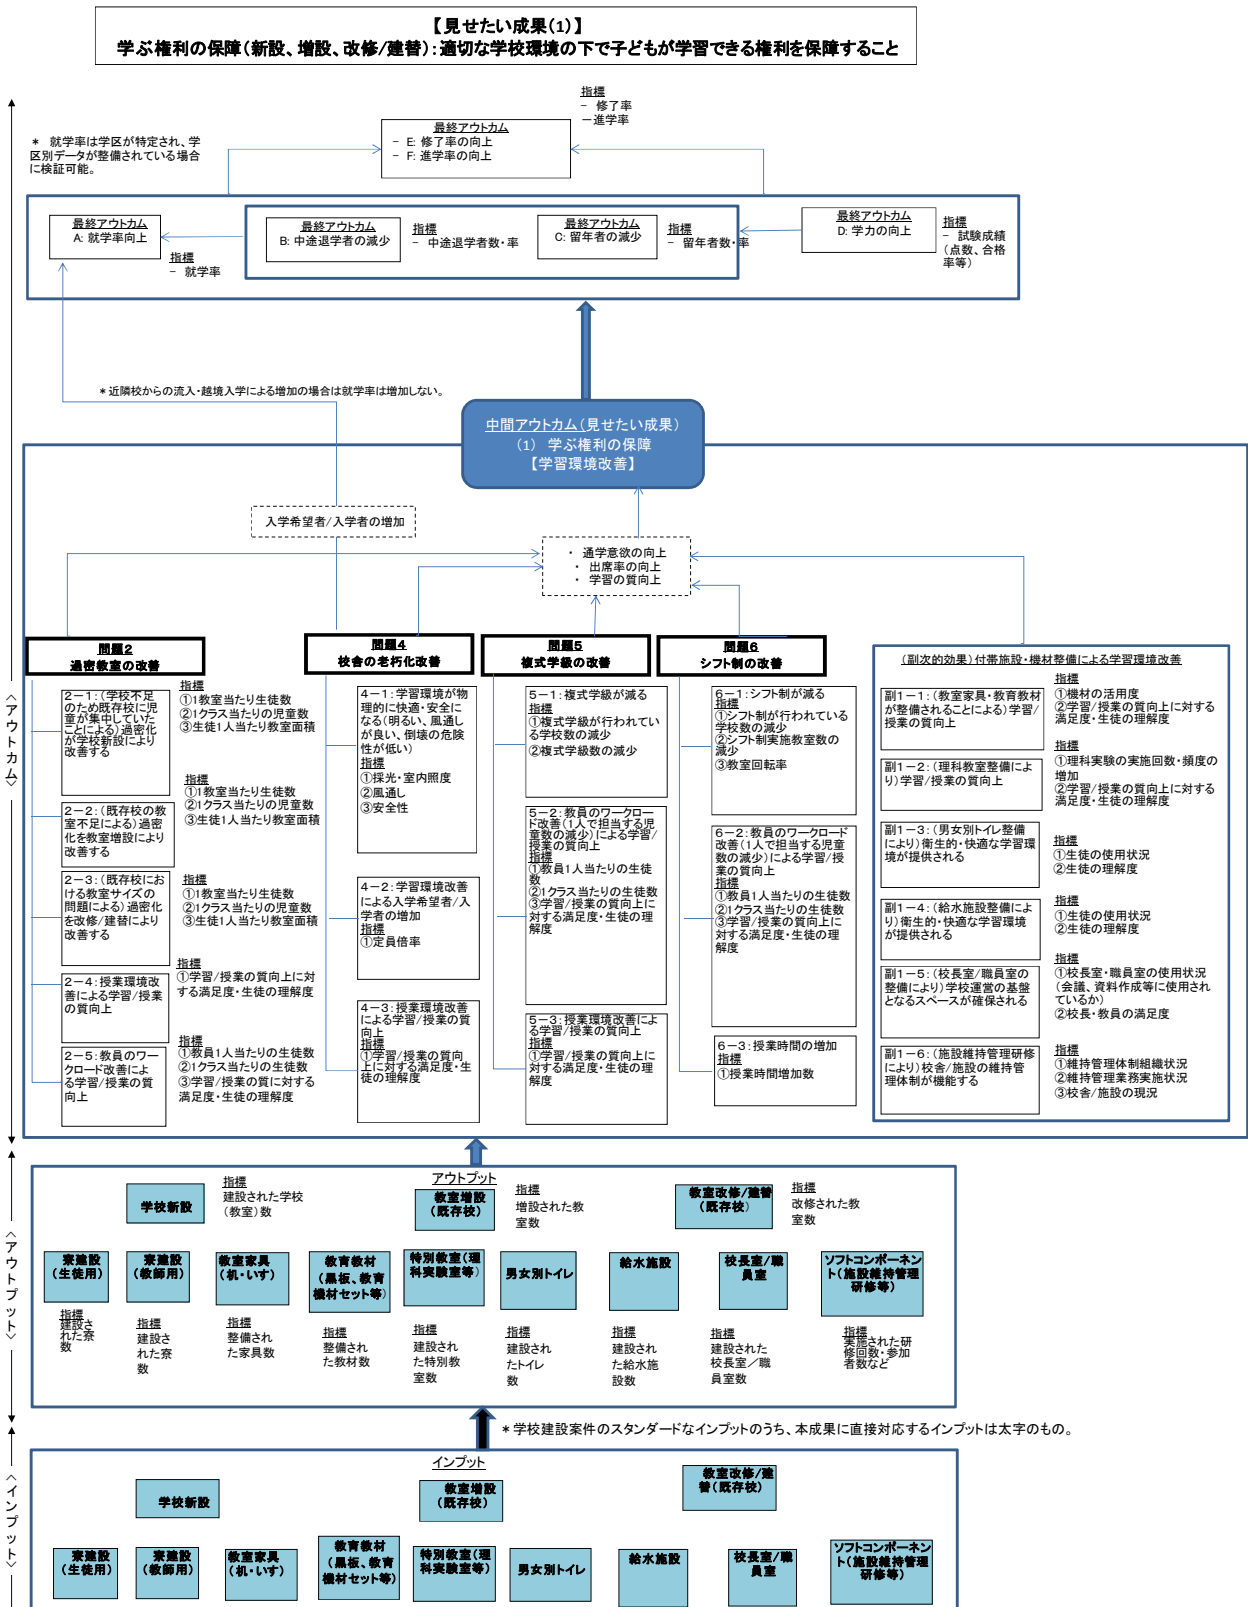 【見せたい成果(1)】
学ぶ権利の保障(新設、増設、改修/建替):適切な学校環境の下で子どもが学習できる権利を保障すること
指標
- 修了率
－進学率
最終アウトカム
- E: 修了率の向上
- F: 進学率の向上
* 就学率は学区が特定され、学
区別データが整備されている場合
に検証可能。
最終アウトカム
A: 就学率向上
指標
- 就学率
最終アウトカム
B: 中途退学者の減少
指標
- 中途退学者数・率
最終アウトカム
C: 留年者の減少
指標
- 留年者数・率
最終アウトカム
D: 学力の向上
指標
- 試験成績
(点数、合格
率等)
*近隣校からの流入・越境入学による増加の場合は就学率は増加しない。
中間アウトカム(見せたい成果)
(1) 学ぶ権利の保障
【学習環境改善】
入学希望者/入学者の増加
・ 通学意欲の向上
・ 出席率の向上
・ 学習の質向上
<アウトカム>
問題2
過密教室の改善
2-1:(学校不足
のため既存校に児
童が集中していた
ことによる)過密化
が学校新設により
改善する
指標
①1教室当たり生徒数
②1クラス当たりの児童数
③生徒1人当たり教室面積
2-2:(既存校の教
室不足による)過密
化を教室増設により
改善する
指標
①1教室当たり生徒数
②1クラス当たりの児童数
③生徒1人当たり教室面積
2-3:(既存校にお
ける教室サイズの
問題による)過密化
を改修/建替により
改善する
指標
①1教室当たり生徒数
②1クラス当たりの児童数
③生徒1人当たり教室面積
2-4:授業環境改
善による学習/授業
の質向上
指標
①学習/授業の質向上に対
する満足度・生徒の理解度
2-5:教員のワー
クロード改善によ
る学習/授業の質
向上
指標
①教員1人当たりの生徒数
②1クラス当たりの生徒数
③学習/授業の質に対する
満足度・生徒の理解度
問題4
校舎の老朽化改善
4-1:学習環境が物
理的に快適・安全に
なる(明るい、風通し
が良い、倒壊の危険
性が低い)
指標
①採光・室内照度
②風通し
③安全性
4-2:学習環境改善
による入学希望者/入
学者の増加
指標
①定員倍率
4-3:授業環境改善
による学習/授業の質
向上
指標
①学習/授業の質向
上に対する満足度・生
徒の理解度
問題5
複式学級の改善
5-1:複式学級が減る
指標
①複式学級が行われてい
る学校数の減少
②複式学級数の減少
5-2:教員のワークロー
ド改善(1人で担当する児
童数の減少)による学習/
授業の質向上
指標
①教員1人当たりの生徒
数
②1クラス当たりの生徒数
③学習/授業の質向上に
対する満足度・生徒の理
解度
5-3:授業環境改善によ
る学習/授業の質向上
指標
①学習/授業の質向上に
対する満足度・生徒の理
解度
問題6
シフト制の改善
6-1:シフト制が減る
指標
①シフト制が行われている
学校数の減少
②シフト制実施教室数の
減少
③教室回転率
6-2:教員のワークロード
改善(1人で担当する児童
数の減少)による学習/授
業の質向上
指標
①教員1人当たりの生徒数
②1クラス当たりの生徒数
③学習/授業の質向上に
対する満足度・生徒の理
解度
6-3:授業時間の増加
指標
①授業時間増加数
(副次的効果)付帯施設・機材整備による学習環境改善
副1-1:(教室家具・教育教材
が整備されることによる)学習/
授業の質向上
指標
①機材の活用度
②学習/授業の質向上に対する
満足度・生徒の理解度
副1-2:(理科教室整備によ
り)学習/授業の質向上
指標
①理科実験の実施回数・頻度の
増加
②学習/授業の質向上に対する
満足度・生徒の理解度
副1-3:(男女別トイレ整備
により)衛生的・快適な学習環
境が提供される
指標
①生徒の使用状況
②生徒の理解度
副1-4:(給水施設整備によ
り)衛生的・快適な学習環境
が提供される
指標
①生徒の使用状況
②生徒の理解度
副1-5:(校長室/職員室の
整備により)学校運営の基盤
となるスペースが確保される
指標
①校長室・職員室の使用状況
(会議、資料作成等に使用され
ているか)
②校長・教員の満足度
副1-6:(施設維持管理研修
により)校舎/施設の維持管
理体制が機能する
指標
①維持管理体制組織状況
②維持管理業務実施状況
③校舎/施設の現況
<アウトプット>
アウトプット
学校新設
指標
建設された学校
(教室)数
教室増設
(既存校)
指標
増設された教
室数
教室改修/建替
(既存校)
指標
改修された教
室数
寮建設
(生徒用)
寮建設
(教師用)
教室家具
(机・いす)
教育教材
(黒板、教育
機材セット等)
特別教室(理
科実験室等)
男女別トイレ
給水施設
校長室/職
員室
ソフトコンポーネン
ト(施設維持管理
研修等)
指標
建設さ
れた寮
数
指標
建設さ
れた寮
数
指標
整備され
た家具数
指標
整備され
た教材数
指標
建設され
た特別教
室数
指標
建設され
たトイレ
数
指標
建設され
た給水施
設数
指標
建設された
校長室／職
員室数
指標
実施された研
修回数・参加
者数など
*学校建設案件のスタンダードなインプットのうち、本成果に直接対応するインプットは太字のもの。
<インプット>
インプット
学校新設
教室増設
(既存校)
教室改修/建
替(既存校)
寮建設
(生徒用)
寮建設
(教師用)
教室家具
(机・いす)
教育教材
(黒板、教育
機材セット等)
特別教室(理
科実験室等)
男女別トイレ
給水施設
校長室/職
員室
ソフトコンポーネン
ト(施設維持管理
研修等)